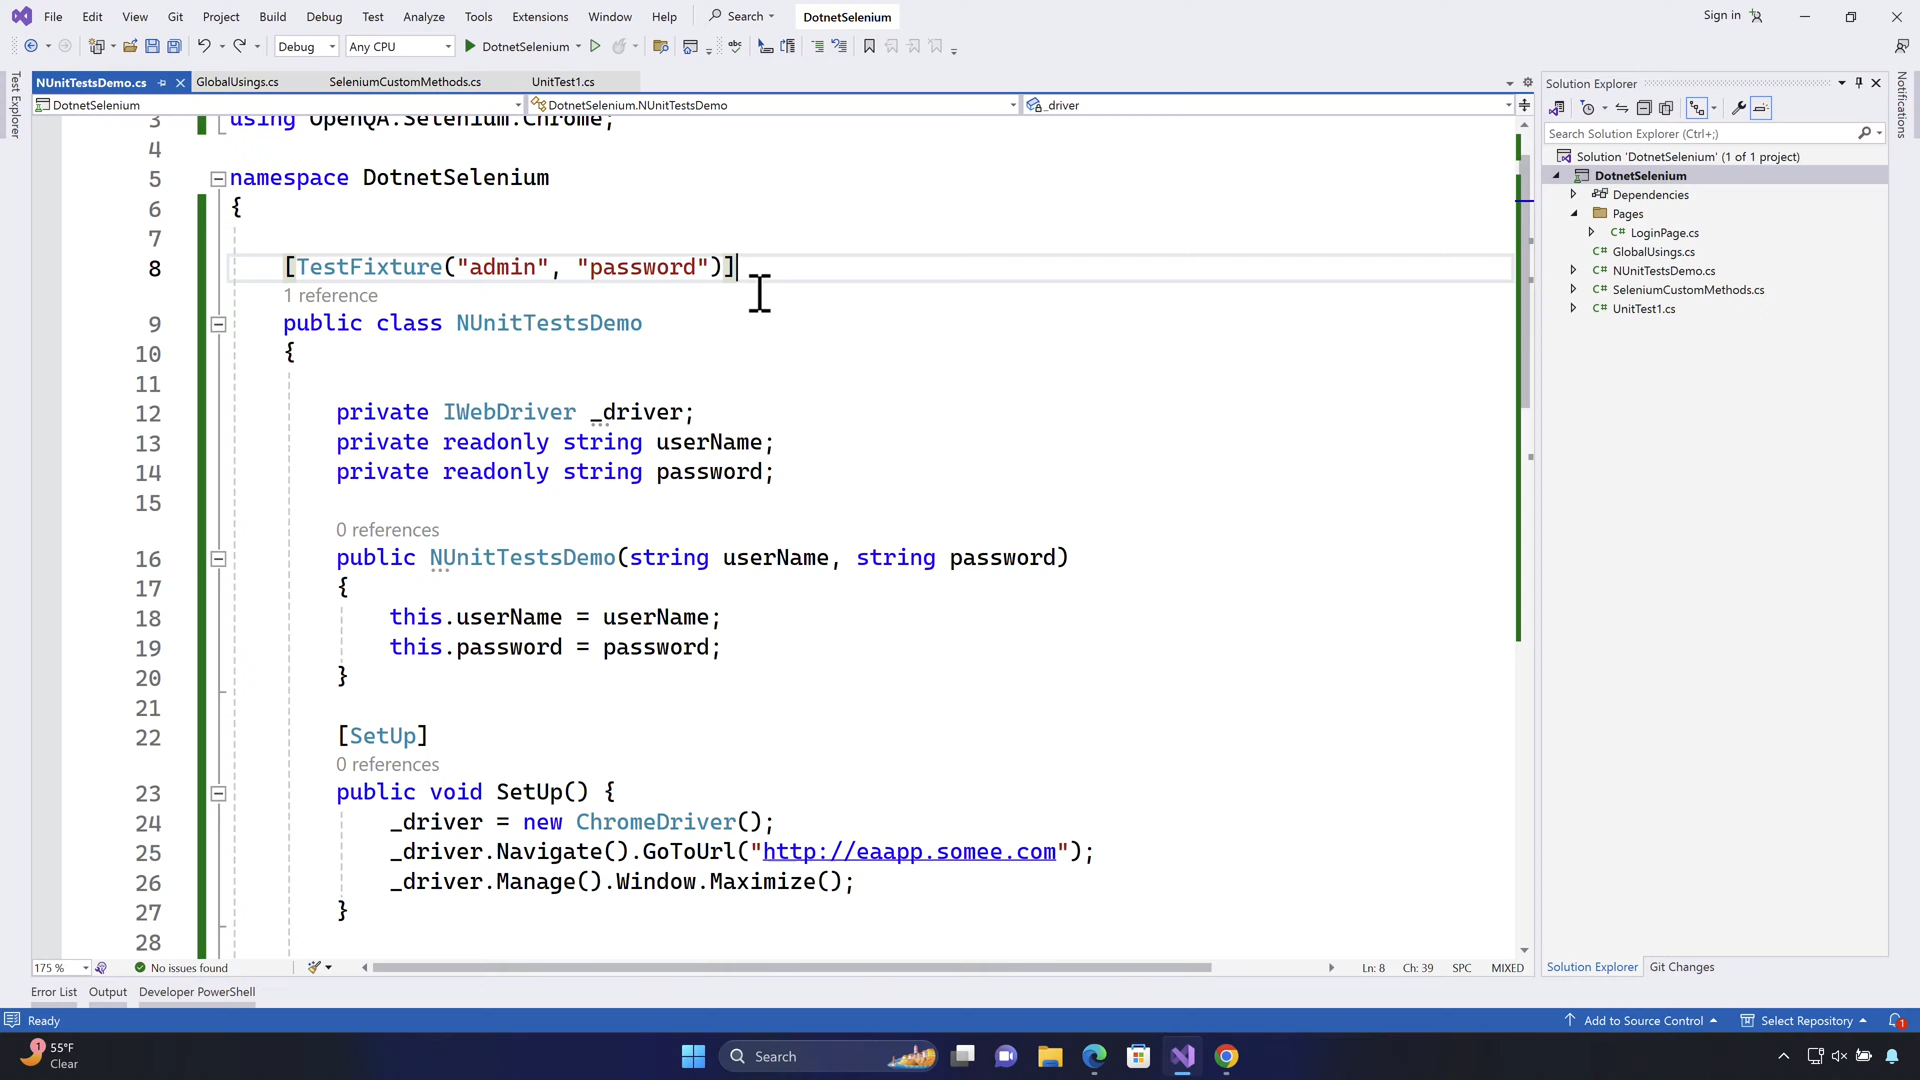 File Edit View Git Project Build Debug Test Analyze Tools Extensions Window Help Search DotnetSelenium Sign in
Debug Any CPU DotnetSelenium
Test Explorer
NUnitTestsDemo.cs GlobalUsings.cs SeleniumCustomMethods.cs UnitTest1.cs
DotnetSelenium DotnetSelenium.NUnitTestsDemo _driver
3 using OpenQA.Selenium.Chrome;
4
5 namespace DotnetSelenium
6 {
7
8 [TestFixture("admin", "password")]
1 reference
9 public class NUnitTestsDemo
10 {
11
12 private IWebDriver _driver;
13 private readonly string userName;
14 private readonly string password;
15
0 references
16 public NUnitTestsDemo(string userName, string password)
17 {
18 this.userName = userName;
19 this.password = password;
20 }
21
22 [SetUp]
0 references
23 public void SetUp() {
24 _driver = new ChromeDriver();
25 _driver.Navigate().GoToUrl("http://eaapp.somee.com");
26 _driver.Manage().Window.Maximize();
27 }
28
175 % No issues found Ln: 8 Ch: 39 SPC MIXED
Solution Explorer
Search Solution Explorer (Ctrl+;)
Solution 'DotnetSelenium' (1 of 1 project)
DotnetSelenium
Dependencies
Pages
C# LoginPage.cs
C# GlobalUsings.cs
C# NUnitTestsDemo.cs
C# SeleniumCustomMethods.cs
C# UnitTest1.cs
Solution Explorer Git Changes
Notifications
Error List Output Developer PowerShell
Ready Add to Source Control Select Repository 1
1 55°F
Clear
Search